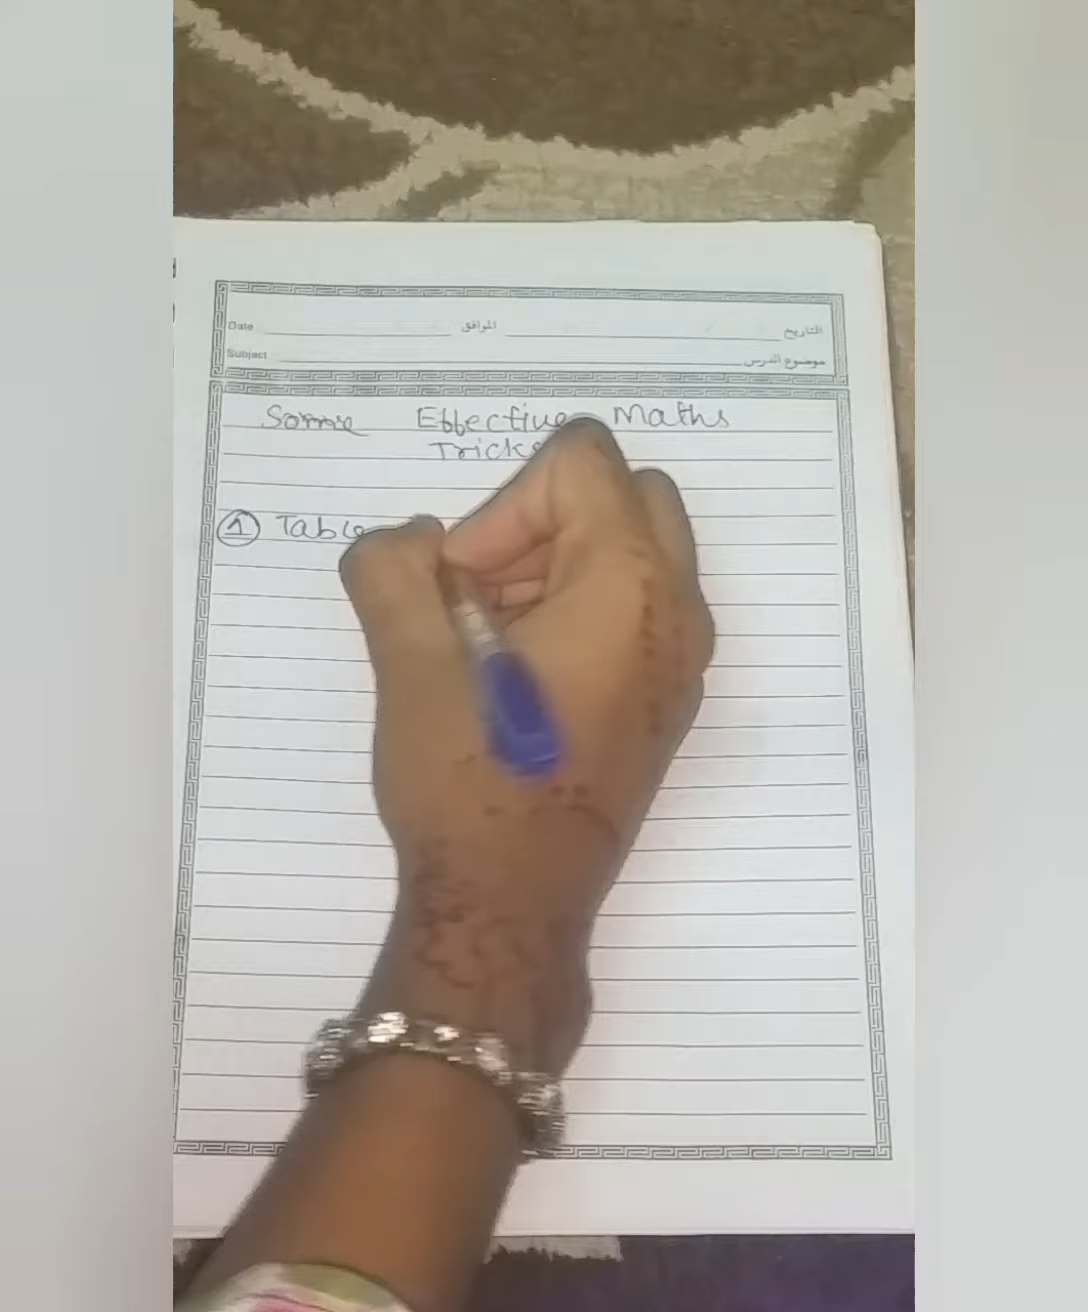 Date الموافق التاريخ
Subject موضوع الدرس
Some Effective Maths
Tricks
① Table